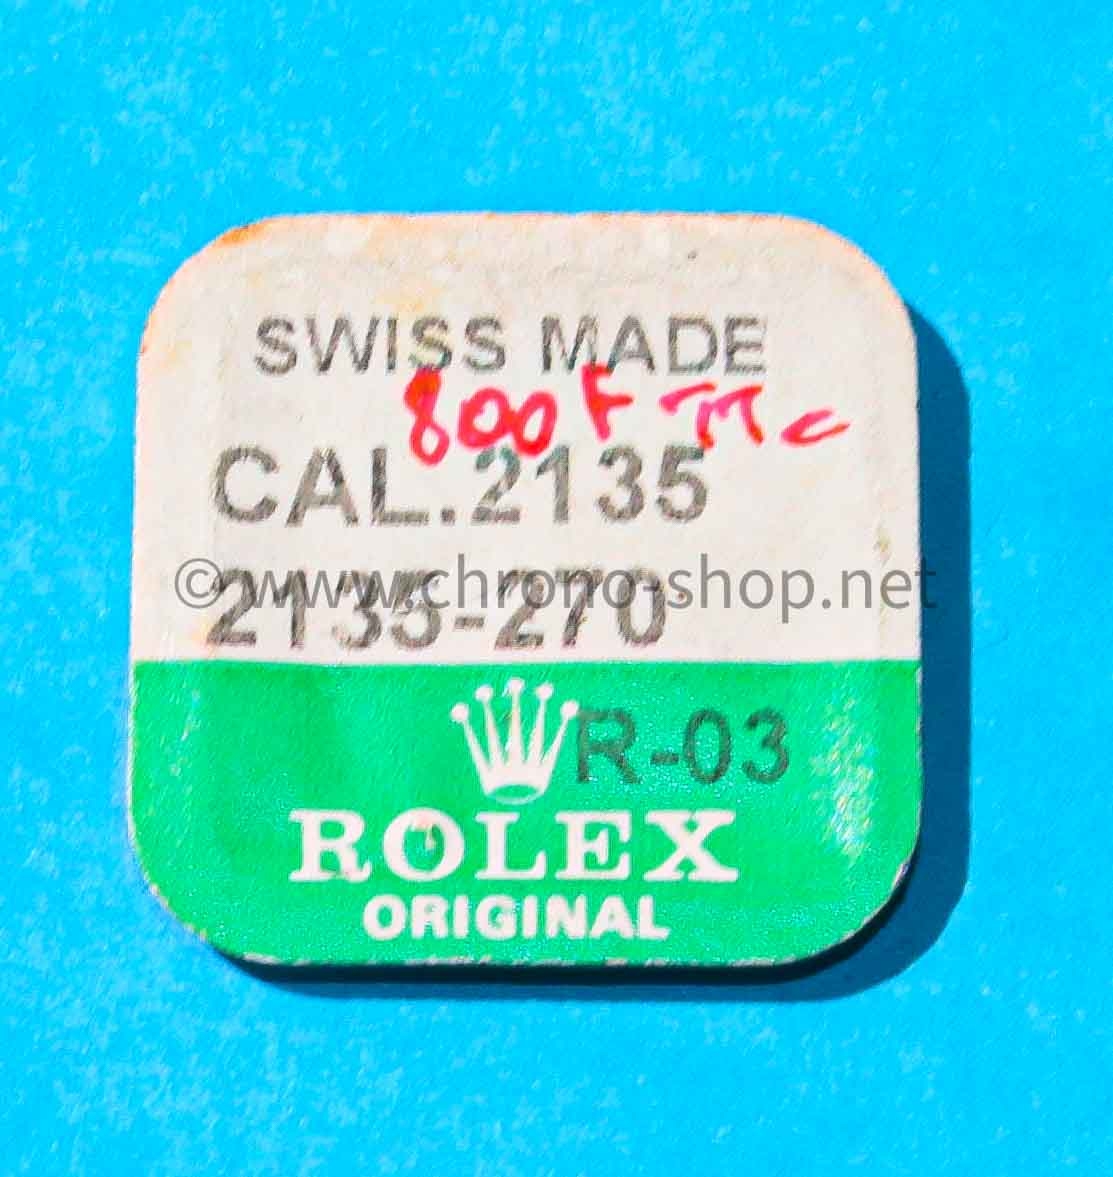 SWISS MADE
800F TTC
CAL.2135
©www.chrono-shop.net
2135-270
R-03
ROLEX
ORIGINAL